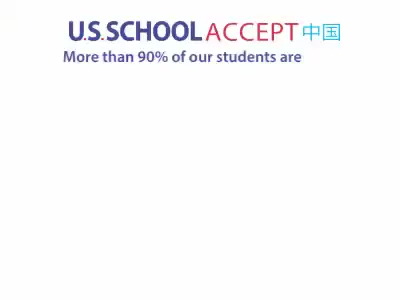 U.S.SCHOOL ACCEPT 中国
More than 90% of our students are